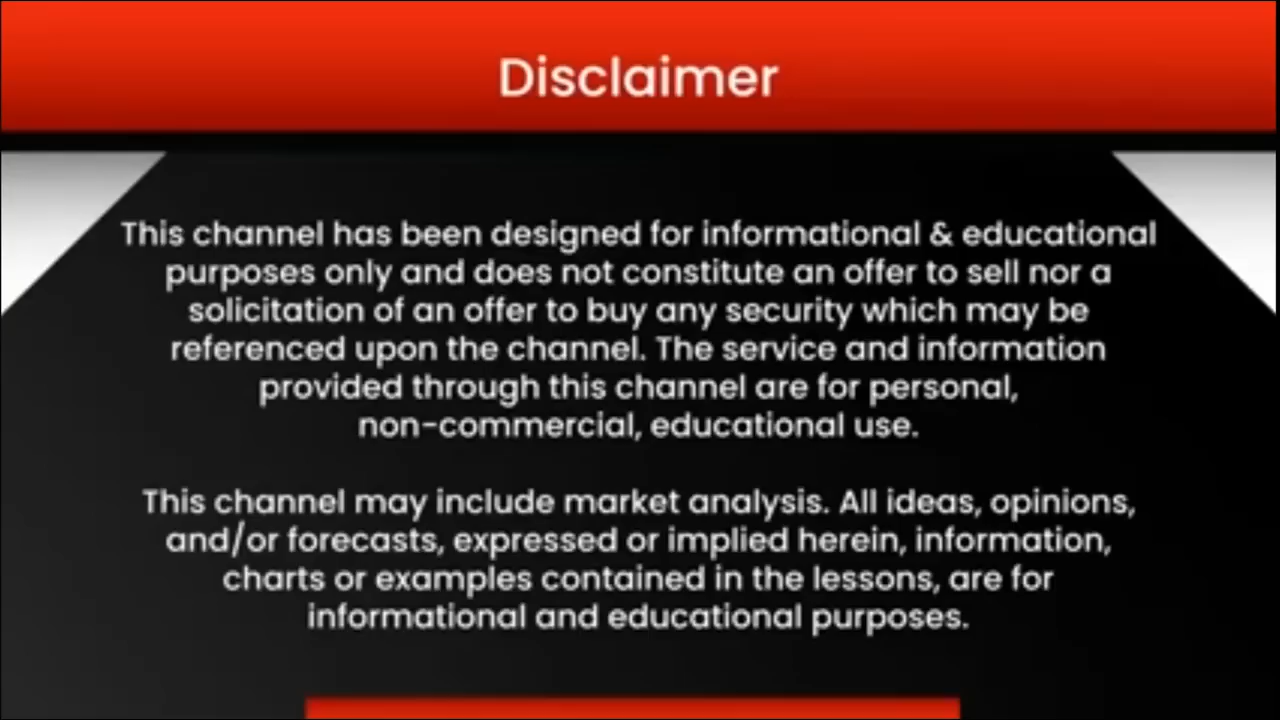 Disclaimer
This channel has been designed for informational & educational
purposes only and does not constitute an offer to sell nor a
solicitation of an offer to buy any security which may be
referenced upon the channel. The service and information
provided through this channel are for personal,
non-commercial, educational use.
This channel may include market analysis. All ideas, opinions,
and/or forecasts, expressed or implied herein, information,
charts or examples contained in the lessons, are for
informational and educational purposes.